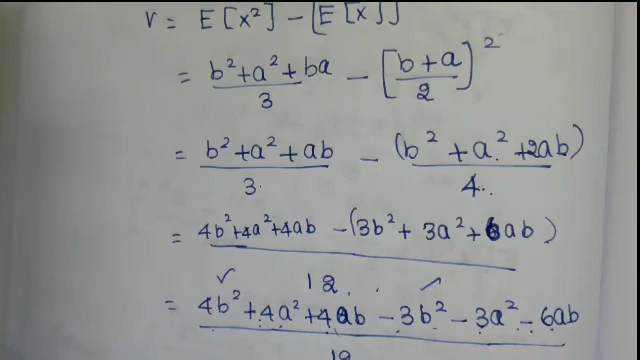 V = E[x²] - [E[x]]
= b²+a²+ba/3 - [b+a/2]²
= b²+a²+ab/3 - (b²+a²+2ab)/4
= 4b²+4a²+4ab - (3b²+3a²+6ab)/12
= 4b²+4a²+4ab - 3b² - 3a² - 6ab/12